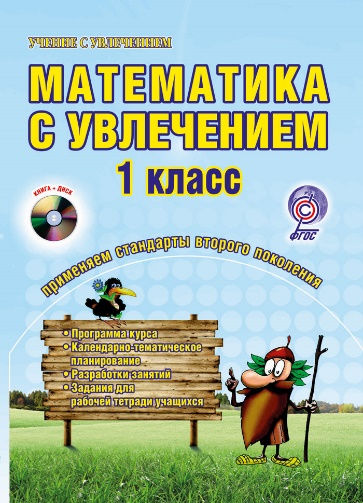 УЧЕНИЕ С УВЛЕЧЕНИЕМ
МАТЕМАТИКА
С УВЛЕЧЕНИЕМ
1 КЛАСС
КНИГА + ДИСК
ФГОС
применяем стандарты второго поколения
• Программа курса
• Календарно-тематическое
планирование
• Разработки занятий
• Задания для
рабочей тетради учащихся